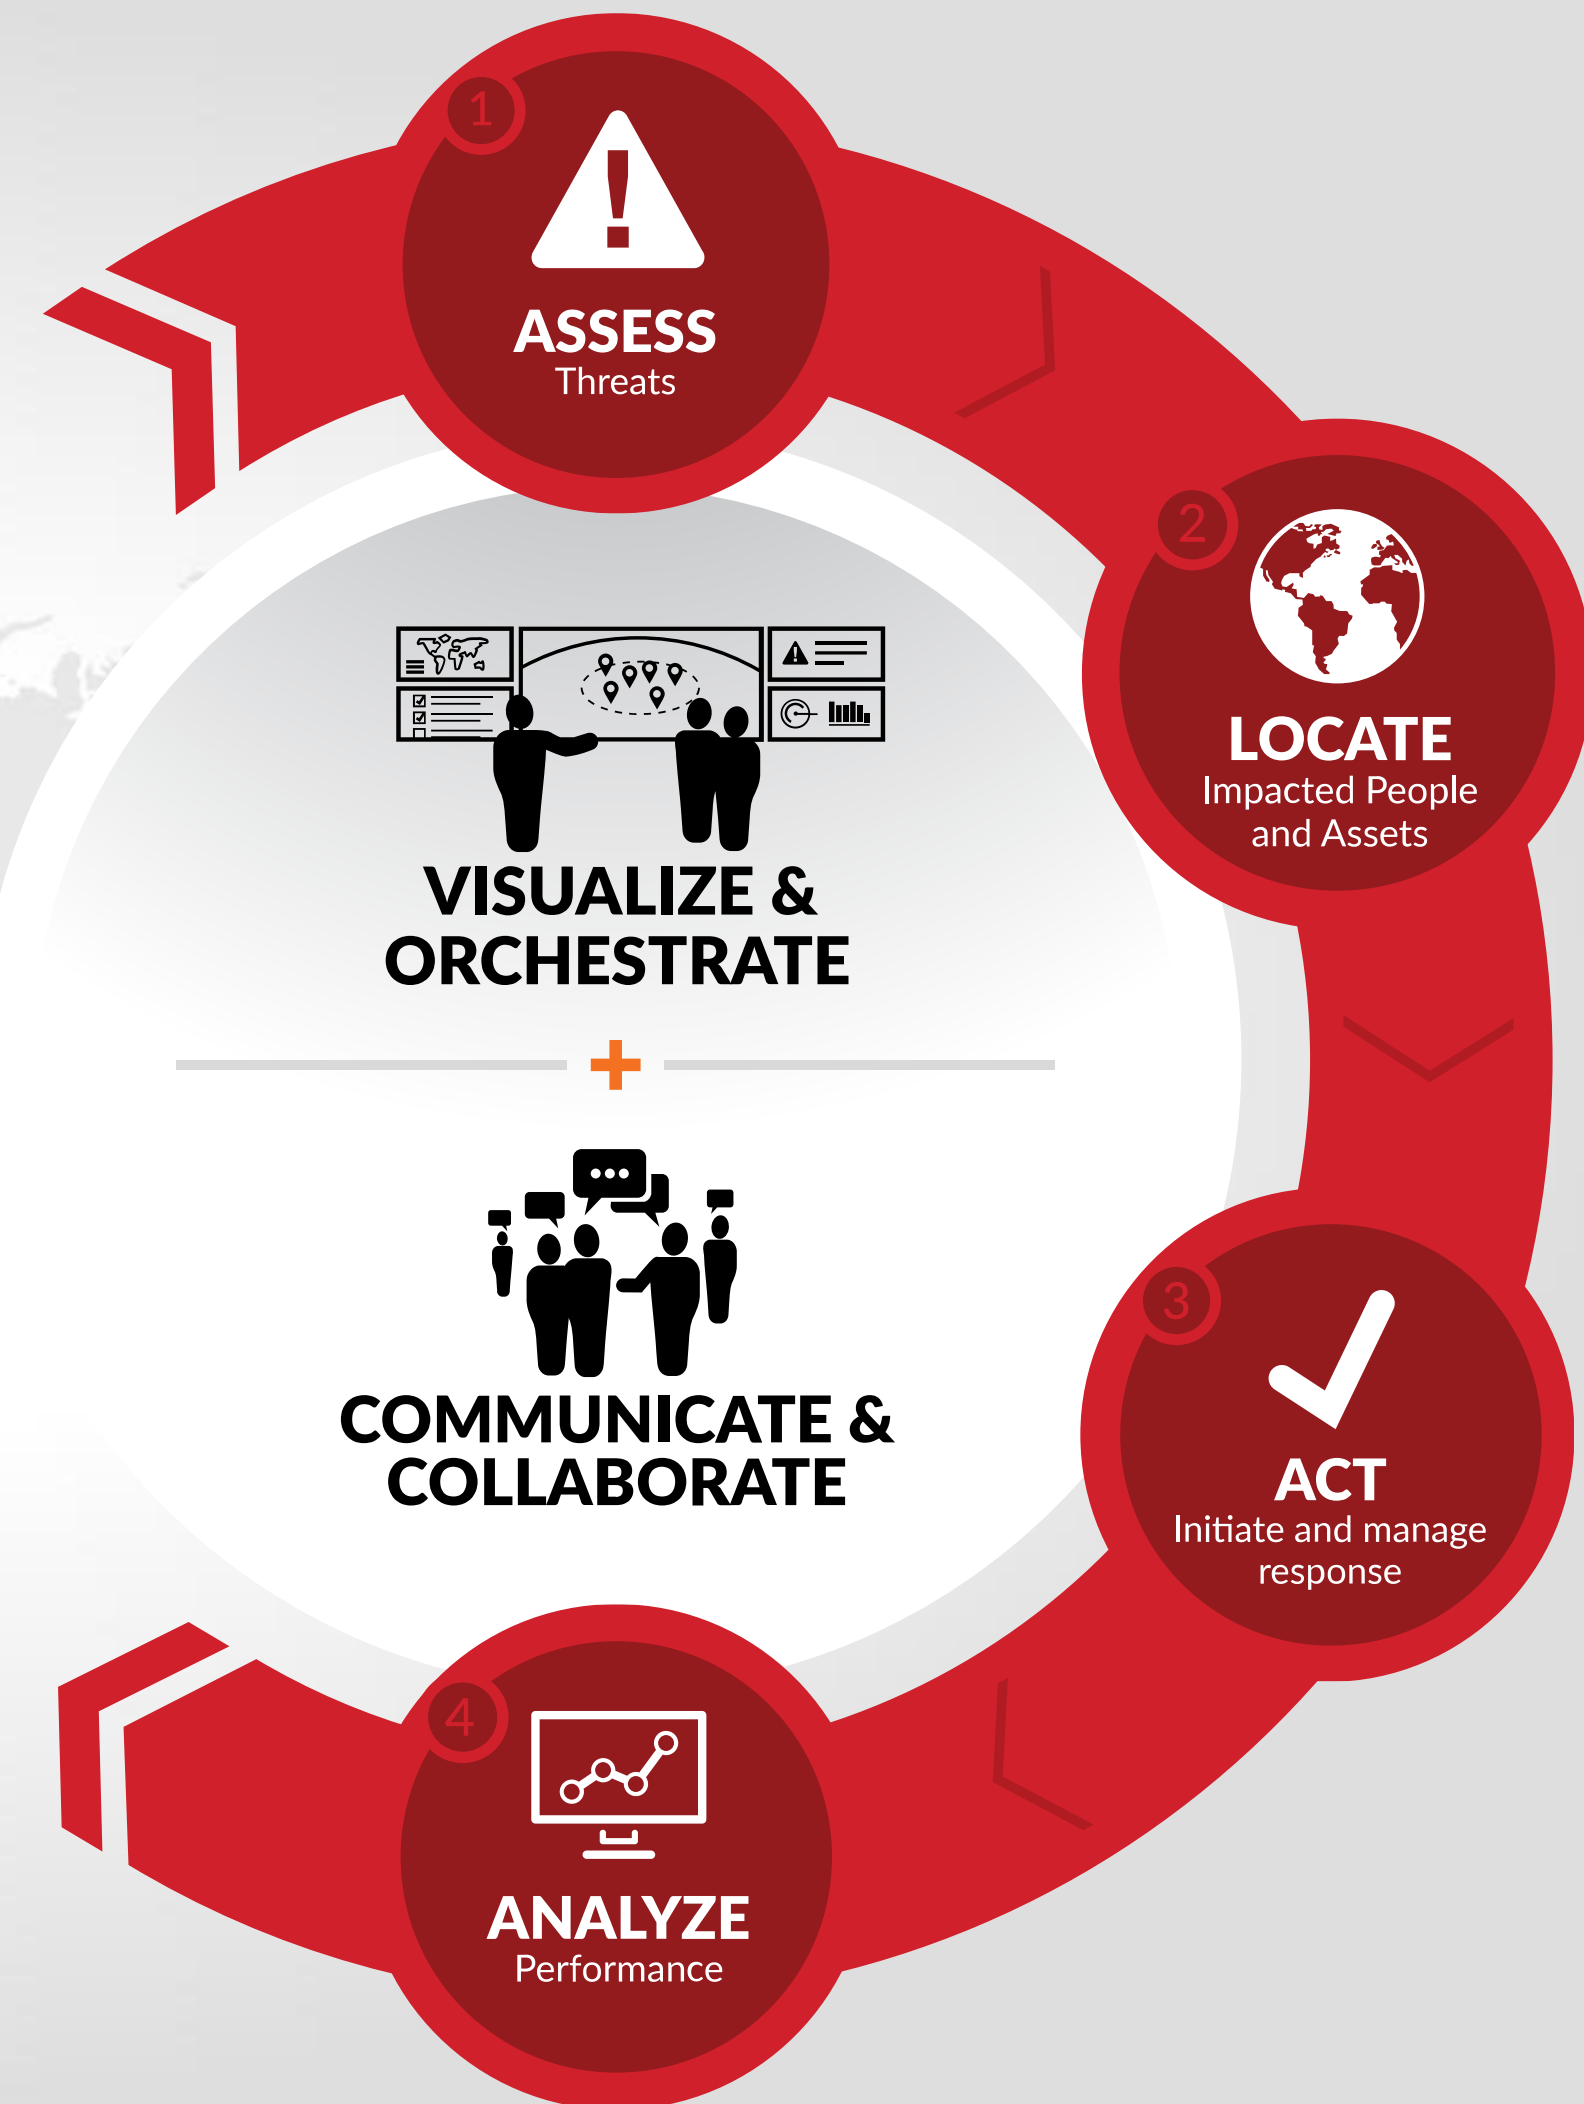 1
ASSESS
Threats
2
LOCATE
Impacted People
and Assets
VISUALIZE &
ORCHESTRATE
+
COMMUNICATE &
COLLABORATE
3
ACT
Initiate and manage
response
4
ANALYZE
Performance